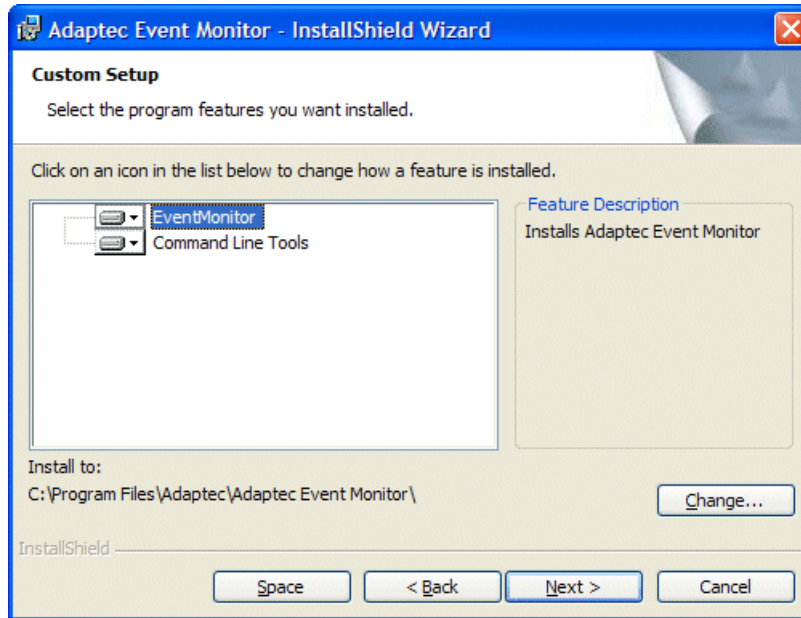 Adaptec Event Monitor - InstallShield Wizard
Custom Setup
Select the program features you want installed.
Click on an icon in the list below to change how a feature is installed.
EventMonitor
Command Line Tools
Feature Description
Installs Adaptec Event Monitor
Install to:
C:\Program Files\Adaptec\Adaptec Event Monitor\
Change...
InstallShield
Space
< Back
Next >
Cancel